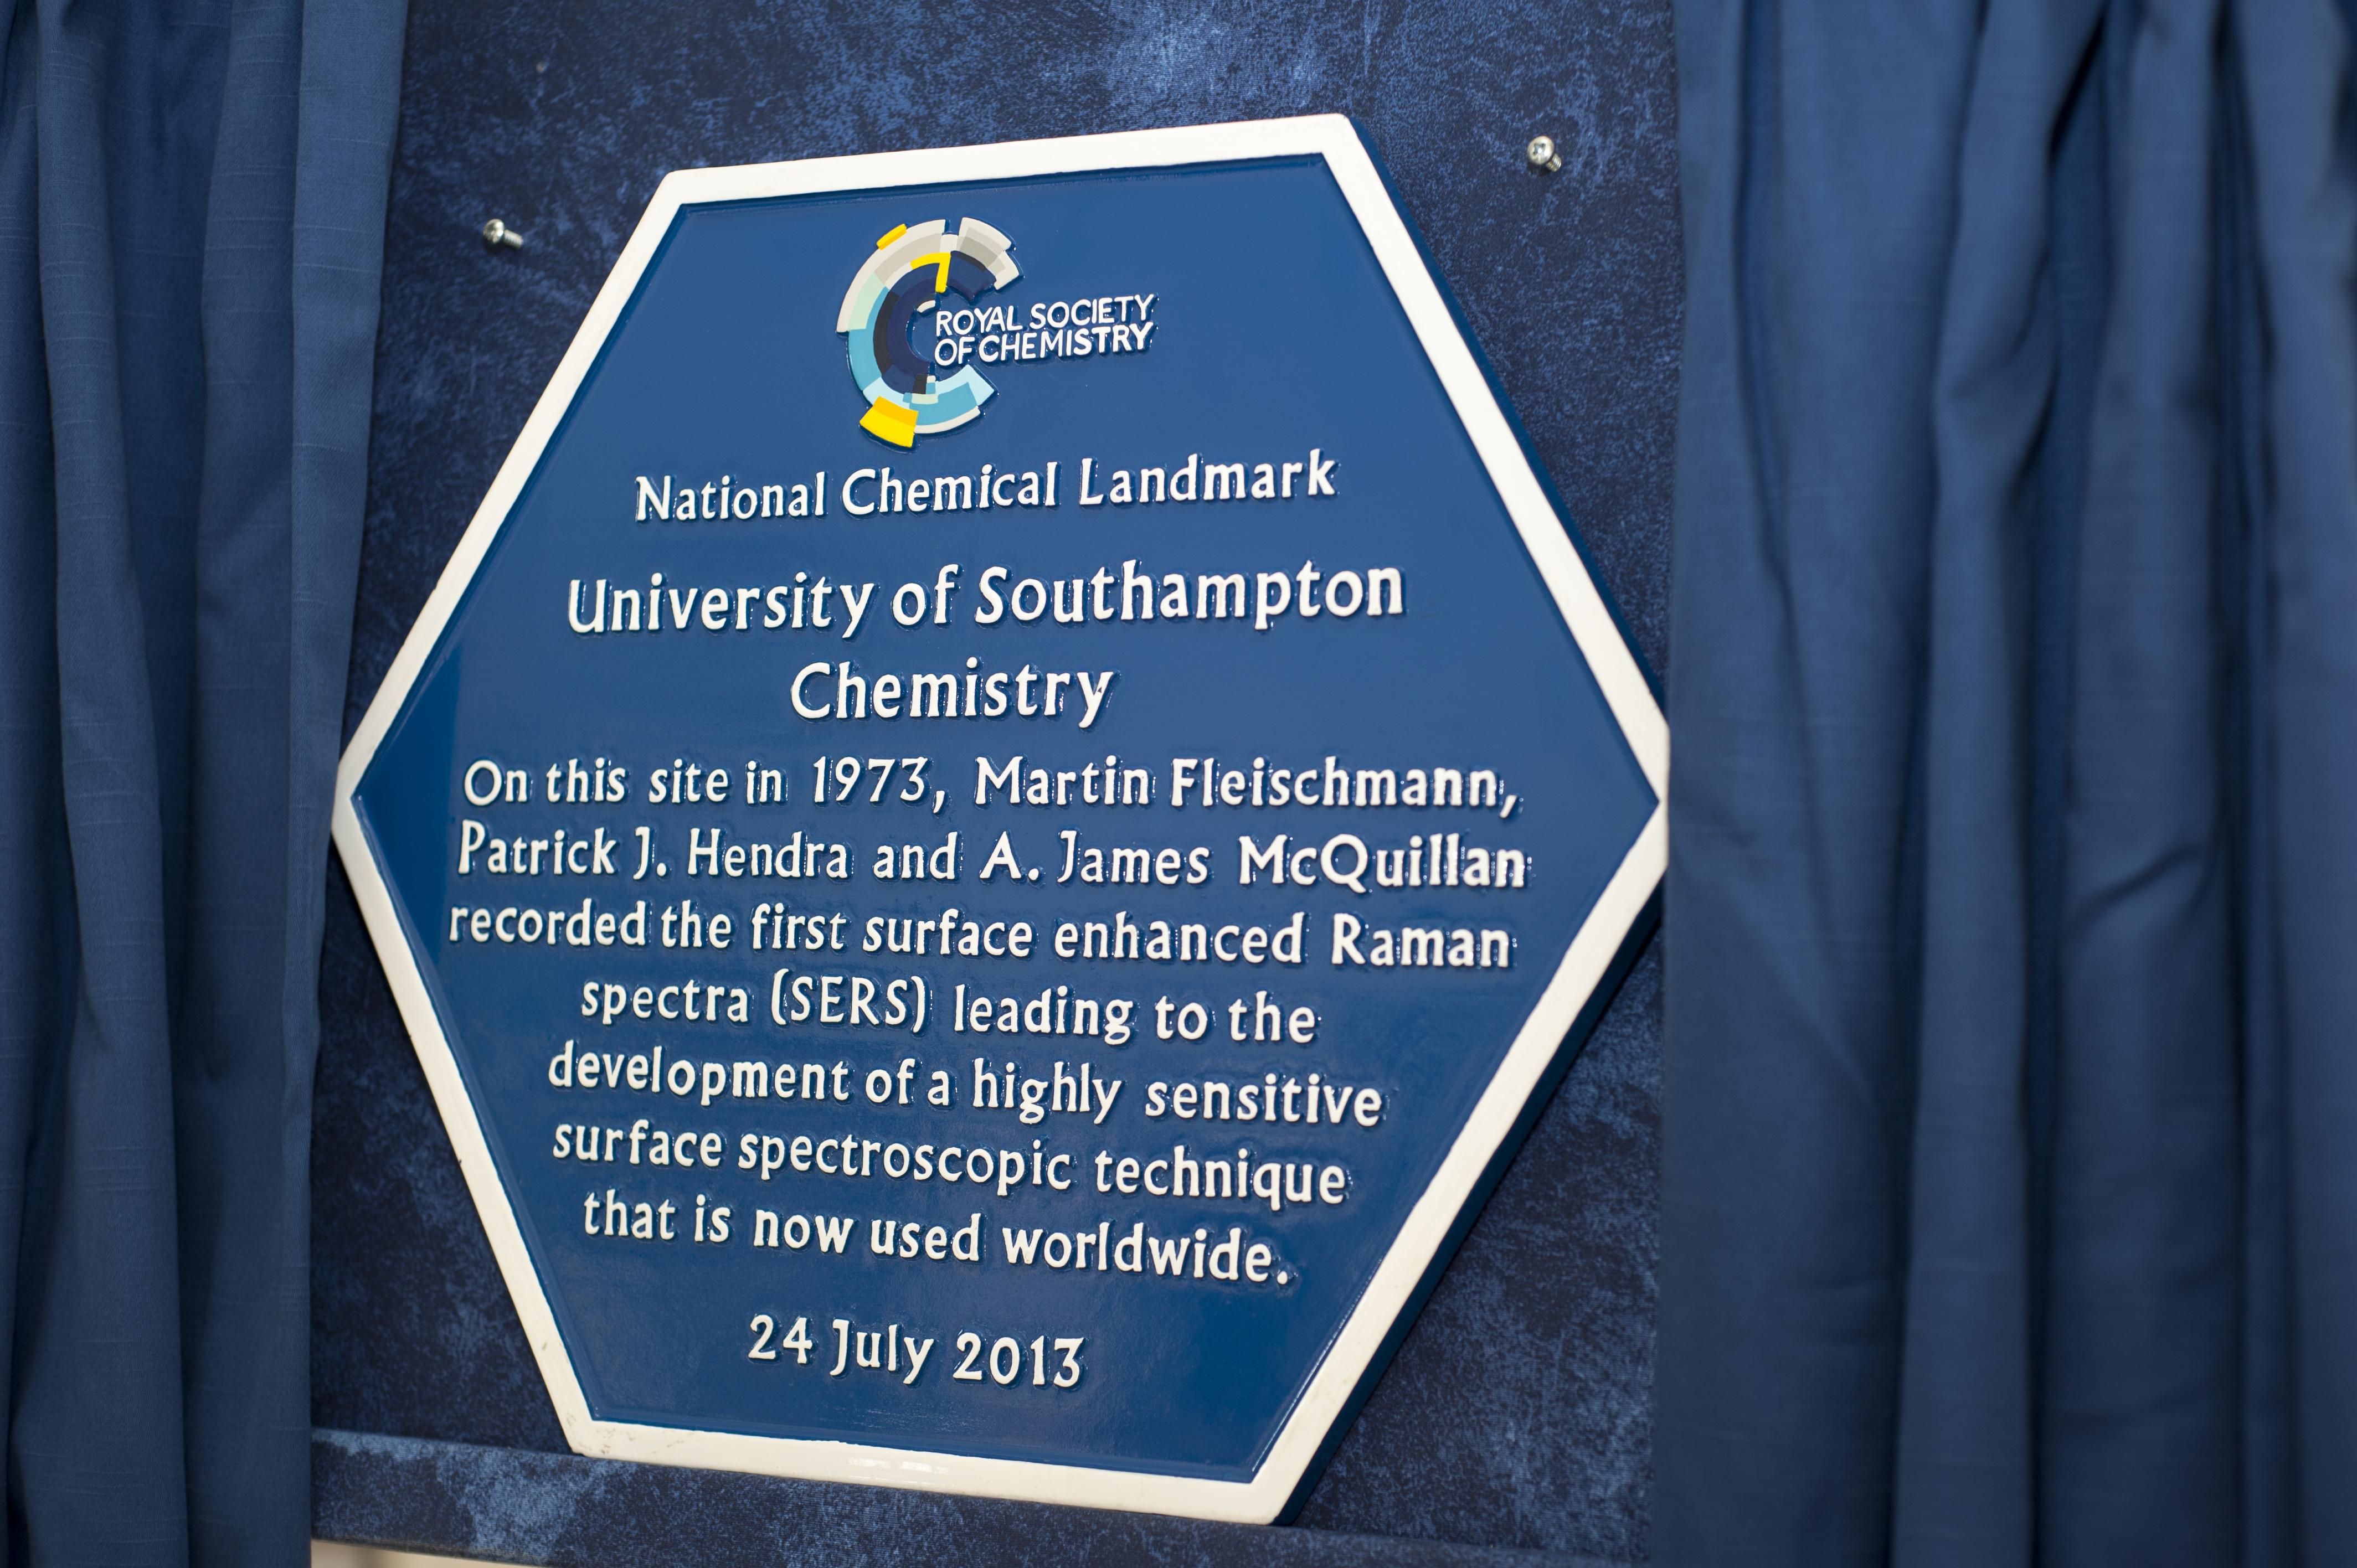 ROYAL SOCIETY
OF CHEMISTRY
National Chemical Landmark
University of Southampton
Chemistry
On this site in 1973, Martin Fleischmann,
Patrick J. Hendra and A. James McQuillan
recorded the first surface enhanced Raman
spectra (SERS) leading to the
development of a highly sensitive
surface spectroscopic technique
that is now used worldwide.
24 July 2013